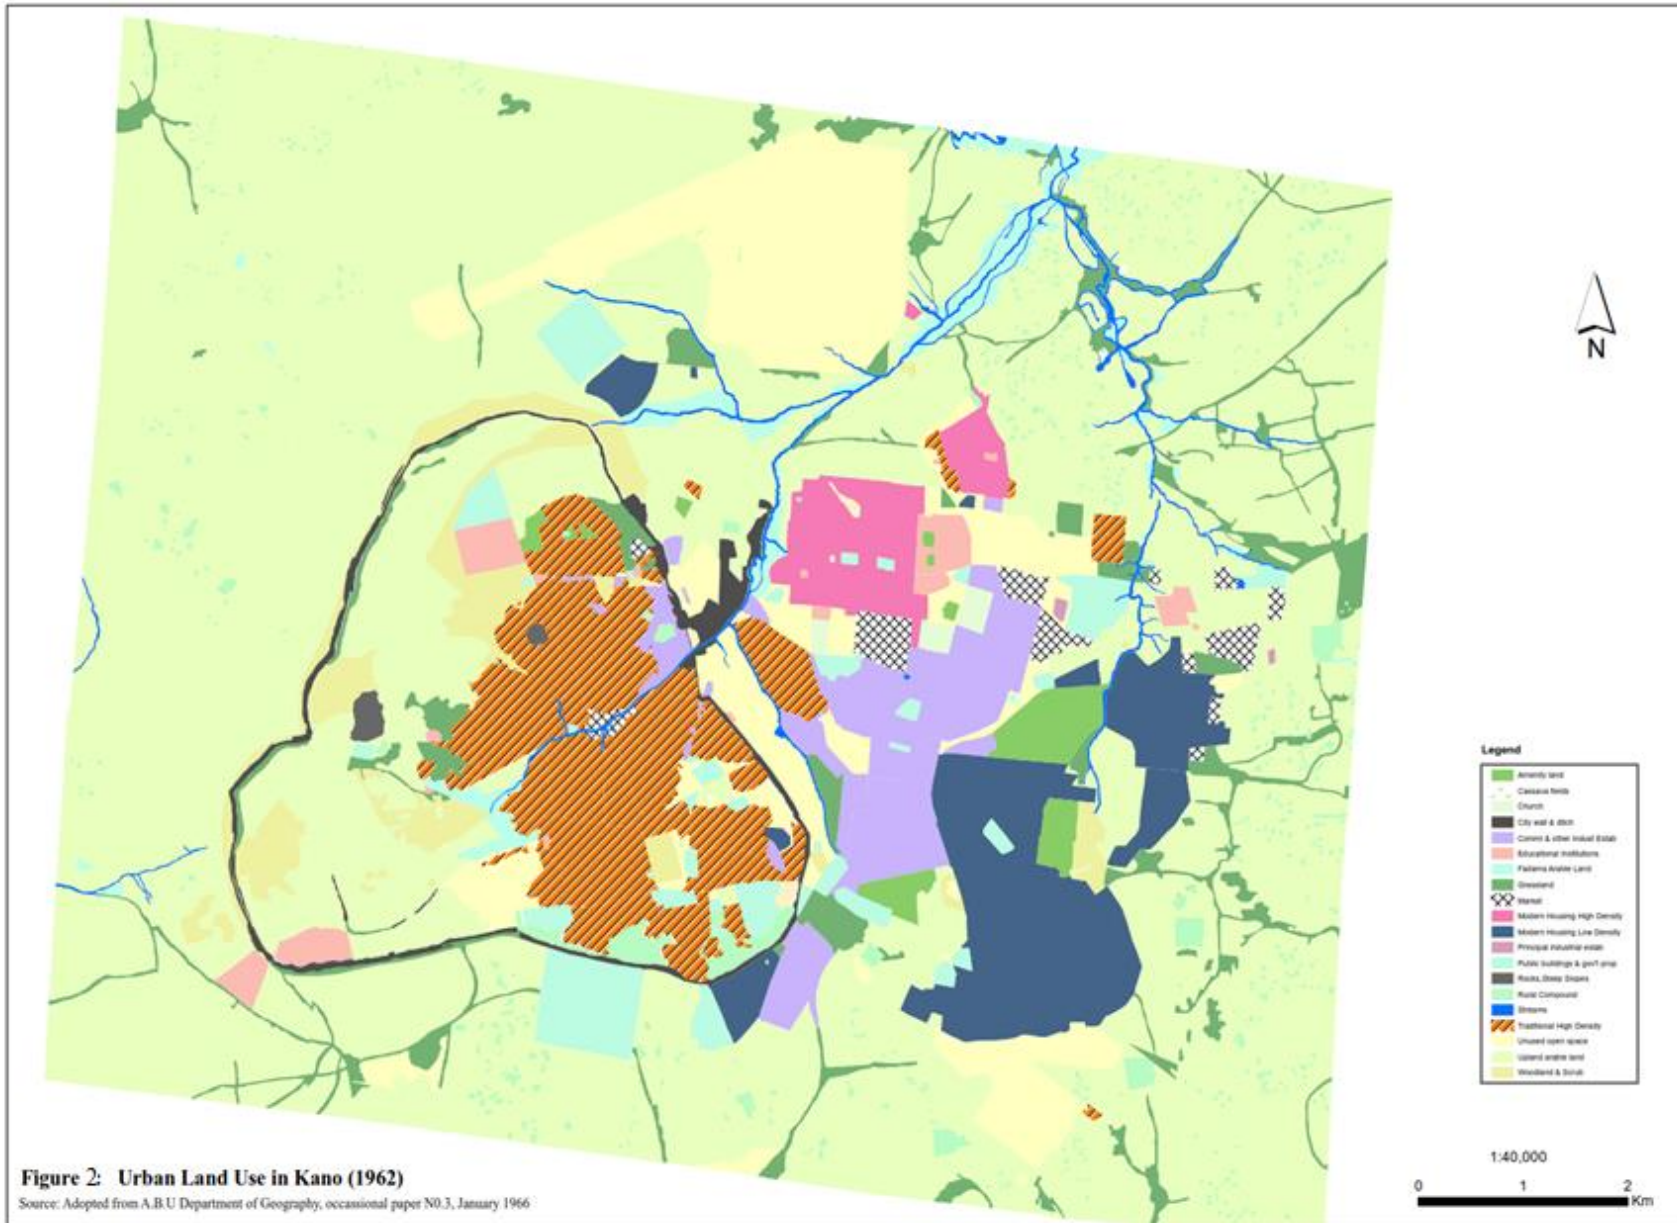 N
Legend
Amenity land
Cassava fields
Church
City wall & ditch
Comm & other Indust Estab
Educational Institutions
Fadama Arable Land
Grassland
Market
Modern Housing High Density
Modern Housing Low Density
Principal industrial estab
Public buildings & gov't prop
Rocks, Steep Slopes
Rural Compound
Streams
Traditional High Density
Unused open space
Upland arable land
Woodland & Scrub
1:40,000
0 1 2
Km
Figure 2: Urban Land Use in Kano (1962)
Source: Adopted from A.B.U Department of Geography, occassional paper N0.3, January 1966